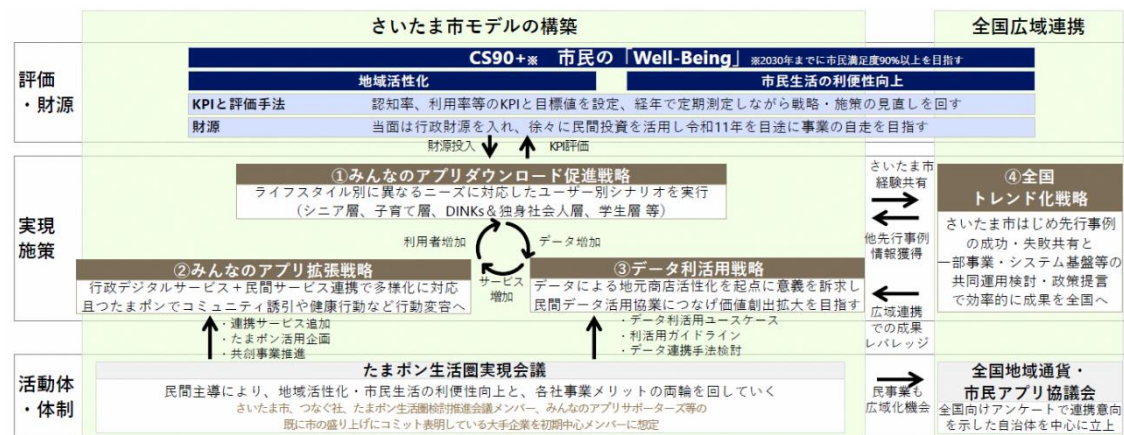 さいたま市モデルの構築
全国広域連携
評価
・財源
CS90+※ 市民の「Well-Being」 ※2030年までに市民満足度90%以上を目指す
地域活性化
市民生活の利便性向上
KPIと評価手法
認知率、利用率等のKPIと目標値を設定、経年で定期測定しながら戦略・施策の見直しを回す
財源
当面は行政財源を入れ、徐々に民間投資を活用し令和11年を目途に事業の自走を目指す
財源投入
KPI評価
実現
施策
①みんなのアプリダウンロード促進戦略
ライフスタイル別に異なるニーズに対応したユーザー別シナリオを実行
（シニア層、子育て層、DINKs＆独身社会人層、学生層 等）
利用者増加
データ増加
サービス
増加
②みんなのアプリ拡張戦略
行政デジタルサービス＋民間サービス連携で多様化に対応
且つたまポンでコミュニティ誘引や健康行動など行動変容へ
③データ利活用戦略
データによる地元商店活性化を起点に意義を訴求し
民間データ活用協業につなげ価値創出拡大を目指す
さいたま市
経験共有
他先行事例
情報獲得
④全国
トレンド化戦略
さいたま市はじめ先行事例
の成功・失敗共有と
一部事業・システム基盤等の
共同運用検討・政策提言
で効率的に成果を全国へ
広域連携
での成果
レバレッジ
・連携サービス追加
・たまポン活用企画
・共創事業推進
・データ利活用ユースケース
・利活用ガイドライン
・データ連携手法検討
活動体
・体制
たまポン生活圏実現会議
民間主導により、地域活性化・市民生活の利便性向上と、各社事業メリットの両輪を回していく
さいたま市、つなぐ社、たまポン生活圏検討推進会議メンバー、みんなのアプリサポーターズ等の
既に市の盛り上げにコミット表明している大手企業を初期中心メンバーに想定
民事業も
広域化機会
全国地域通貨・
市民アプリ協議会
全国向けアンケートで連携意向
を示した自治体を中心に立上